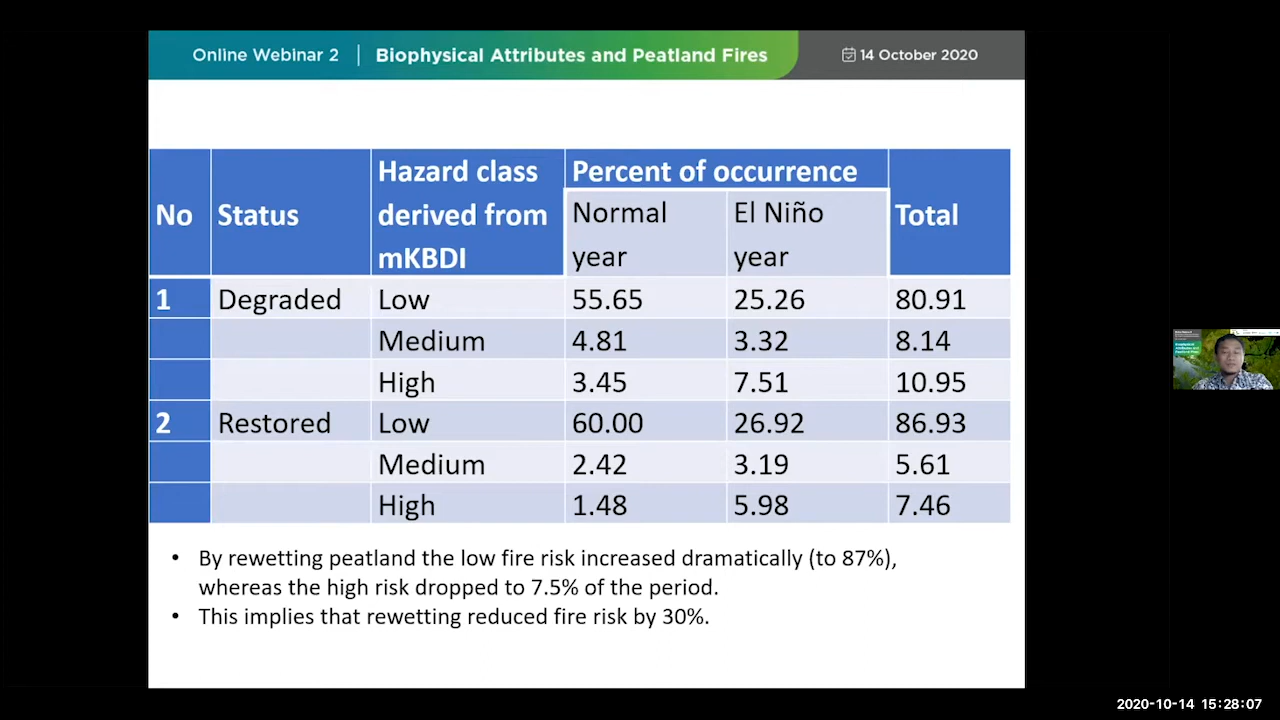 Online Webinar 2 | Biophysical Attributes and Peatland Fires
14 October 2020
No Status Hazard class derived from mKBDI Percent of occurrence Total
Normal year El Niño year
1 Degraded Low 55.65 25.26 80.91
Medium 4.81 3.32 8.14
High 3.45 7.51 10.95
2 Restored Low 60.00 26.92 86.93
Medium 2.42 3.19 5.61
High 1.48 5.98 7.46
• By rewetting peatland the low fire risk increased dramatically (to 87%),
whereas the high risk dropped to 7.5% of the period.
• This implies that rewetting reduced fire risk by 30%.
2020-10-14 15:28:07